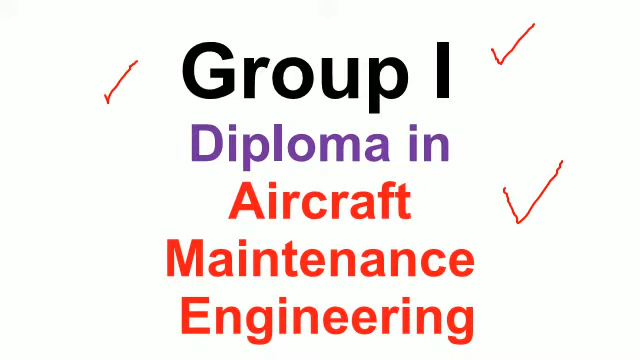 Group I
Diploma in
Aircraft
Maintenance
Engineering